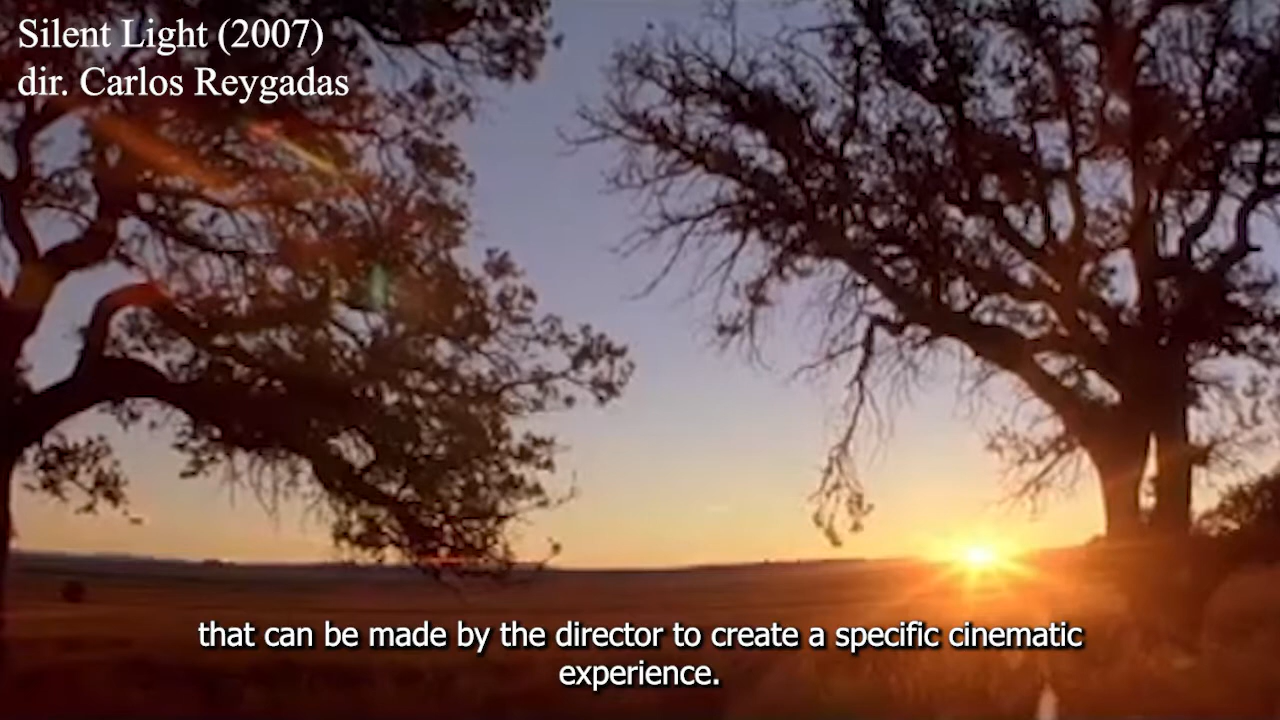 Silent Light (2007)
dir. Carlos Reygadas
that can be made by the director to create a specific cinematic
experience.